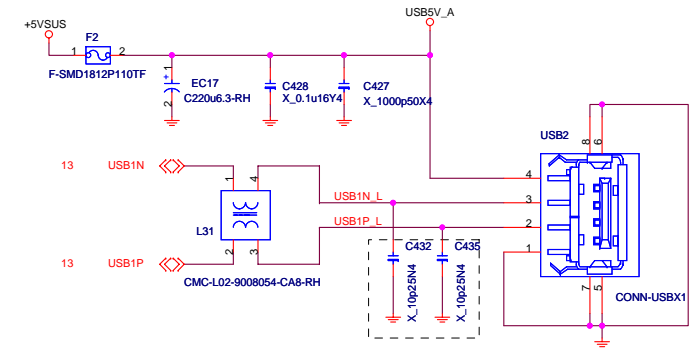 +5VSUS
USB5V_A
F2
1
2
F-SMD1812P110TF
+
1
EC17
C220u6.3-RH
2
C428
X_0.1u16Y4
C427
X_1000p50X4
USB2
8
6
13
USB1N
1
4
4
USB1N_L
3
L31
USB1P_L
2
2
3
C432
C435
1
13
USB1P
CMC-L02-9008054-CA8-RH
X_10p25N4
X_10p25N4
7
5
CONN-USBX1